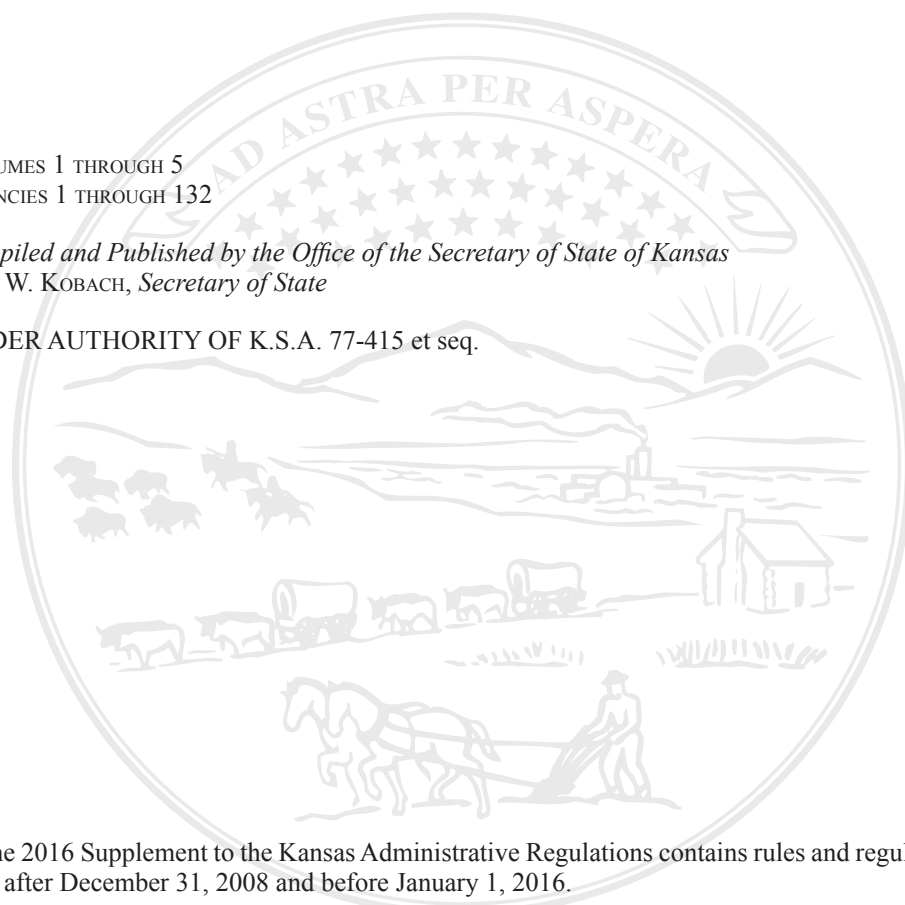 AD ASTRA PER ASPERA
UMES 1 THROUGH 5
NCIES 1 THROUGH 132
piled and Published by the Office of the Secretary of State of Kansas
W. KOBACH, Secretary of State
DER AUTHORITY OF K.S.A. 77-415 et seq.
ne 2016 Supplement to the Kansas Administrative Regulations contains rules and regul
after December 31, 2008 and before January 1, 2016.